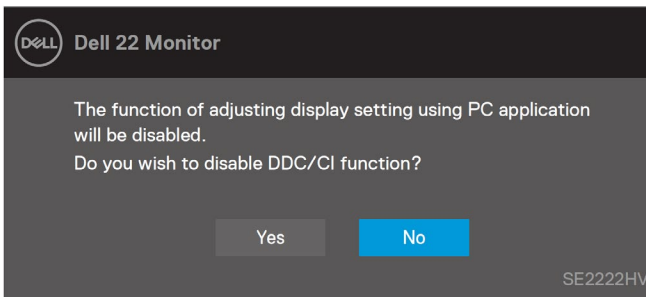 DELL Dell 22 Monitor
The function of adjusting display setting using PC application
will be disabled.
Do you wish to disable DDC/CI function?
Yes No
SE2222HV